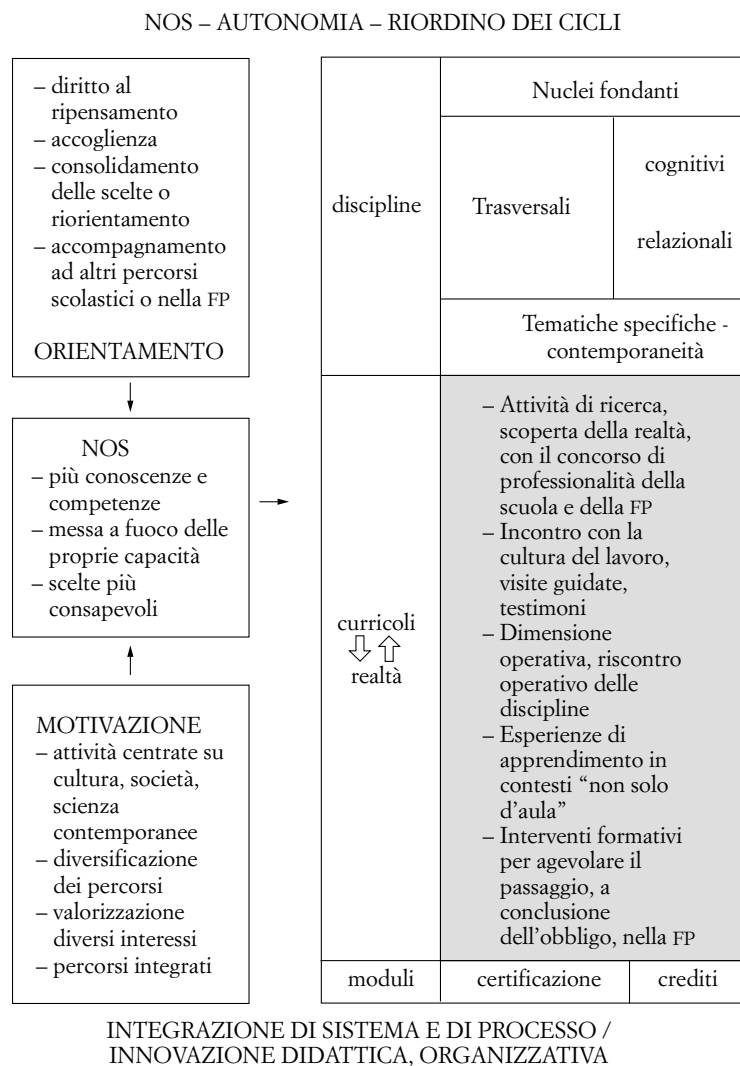 NOS – AUTONOMIA – RIORDINO DEI CICLI
– diritto al
ripensamento
– accoglienza
– consolidamento
delle scelte o
riorientamento
– accompagnamento
ad altri percorsi
scolastici o nella FP
ORIENTAMENTO
NOS
– più conoscenze e
competenze
– messa a fuoco delle
proprie capacità
– scelte più
consapevoli
MOTIVAZIONE
– attività centrate su
cultura, società,
scienza
contemporanee
– diversificazione
dei percorsi
– valorizzazione
diversi interessi
– percorsi integrati
discipline
Nuclei fondanti
Trasversali
cognitivi
relazionali
Tematiche specifiche -
contemporaneità
curricoli
realtà
– Attività di ricerca,
scoperta della realtà,
con il concorso di
professionalità della
scuola e della FP
– Incontro con la
cultura del lavoro,
visite guidate,
testimoni
– Dimensione
operativa, riscontro
operativo delle
discipline
– Esperienze di
apprendimento in
contesti “non solo
d’aula”
– Interventi formativi
per agevolare il
passaggio, a
conclusione
dell’obbligo, nella FP
moduli
certificazione
crediti
INTEGRAZIONE DI SISTEMA E DI PROCESSO /
INNOVAZIONE DIDATTICA, ORGANIZZATIVA